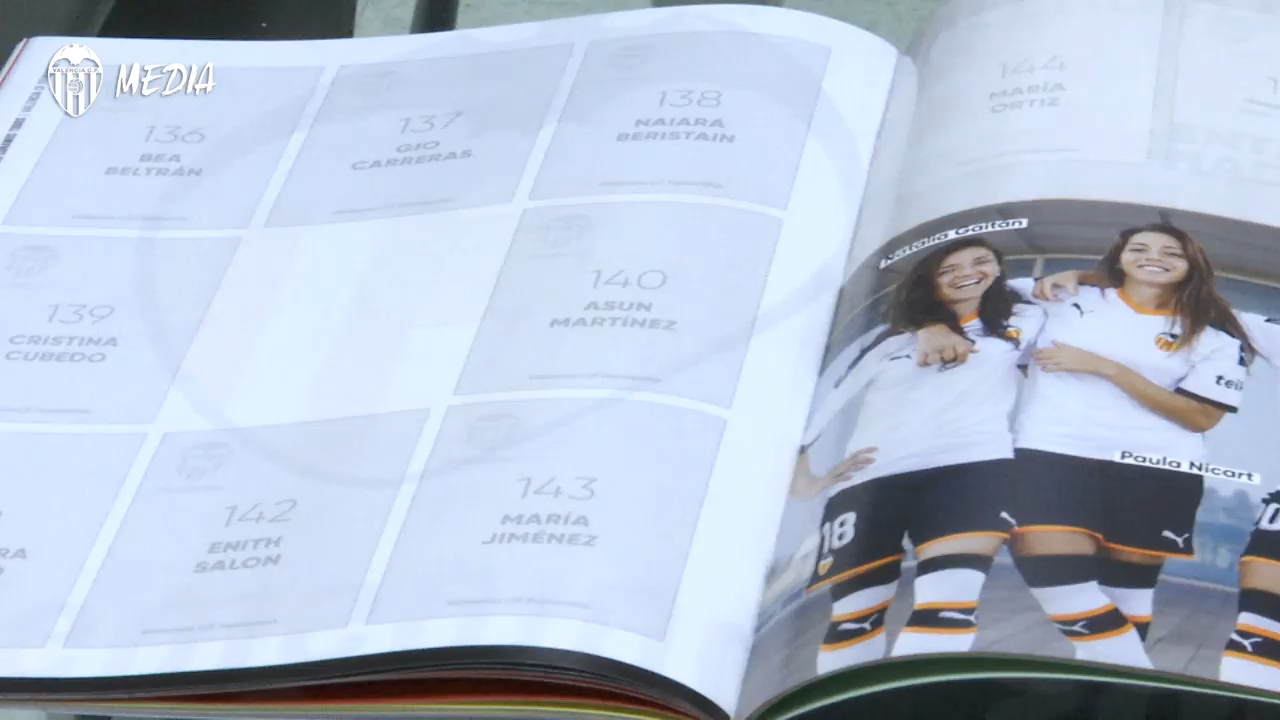 VALENCIA C.F.
MEDIA
136
BEA
BELTRÁN
137
GIO
CARRERAS
138
NAIARA
BERISTAIN
139
CRISTINA
CUBEDO
140
ASUN
MARTÍNEZ
142
ENITH
SALON
143
MARÍA
JIMÉNEZ
144
MARÍA
ORTIZ
Natalia Gaitán
Paula Nicart
18